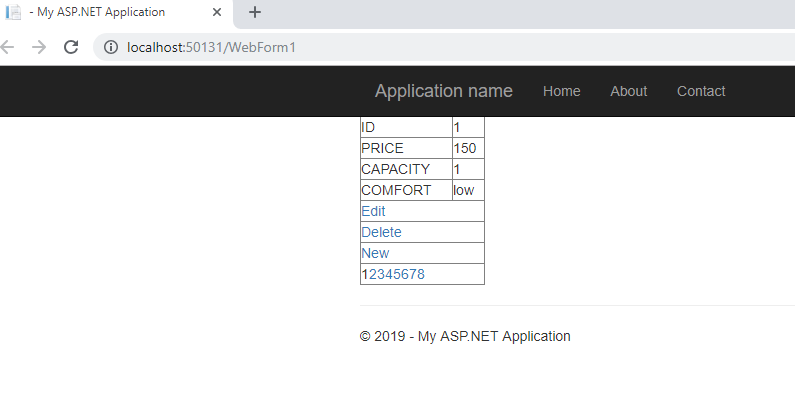 - My ASP.NET Application
localhost:50131/WebForm1
Application name Home About Contact
ID 1
PRICE 150
CAPACITY 1
COMFORT low
Edit
Delete
New
12345678
© 2019 - My ASP.NET Application